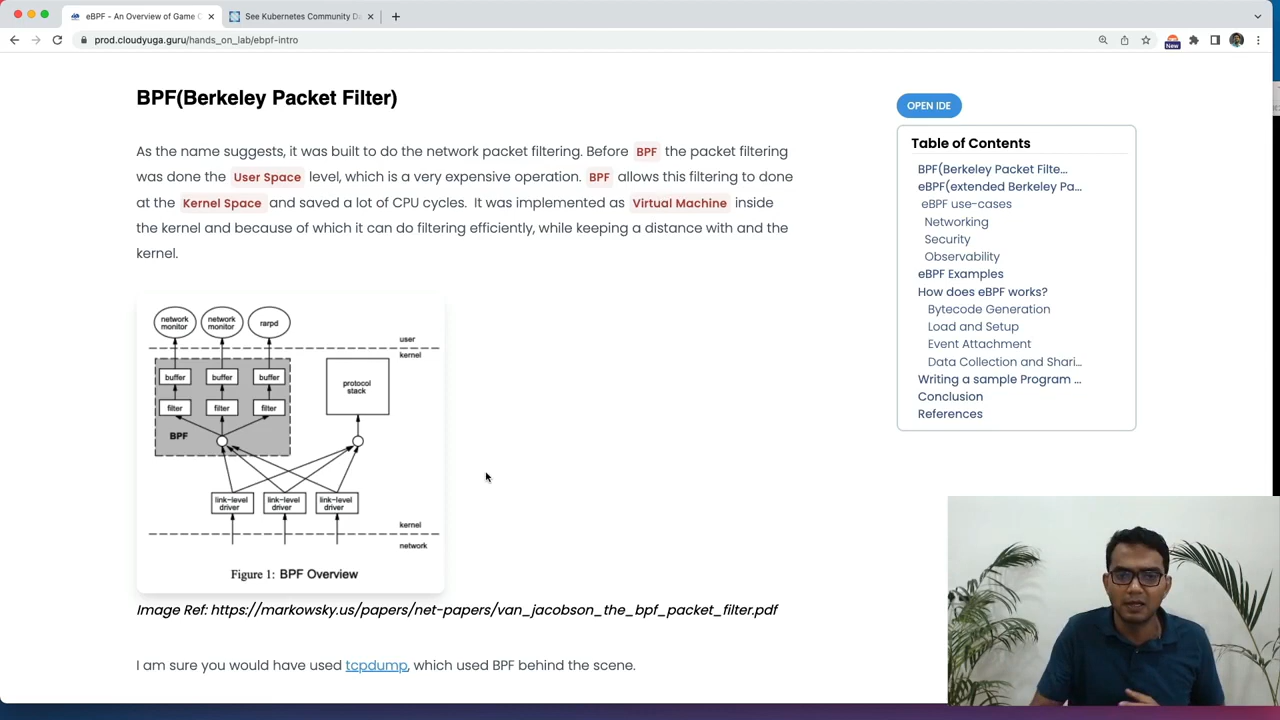 eBPF - An Overview of Game C
See Kubernetes Community Da
prod.cloudyuga.guru/hands_on_lab/ebpf-intro
New
BPF(Berkeley Packet Filter)
As the name suggests, it was built to do the network packet filtering. Before BPF the packet filtering
was done the User Space level, which is a very expensive operation. BPF allows this filtering to done
at the Kernel Space and saved a lot of CPU cycles. It was implemented as Virtual Machine inside
the kernel and because of which it can do filtering efficiently, while keeping a distance with and the
kernel.
network monitor
network monitor
rarpd
user
kernel
buffer
buffer
buffer
protocol stack
filter
filter
filter
BPF
link-level driver
link-level driver
link-level driver
kernel
network
Figure 1: BPF Overview
Image Ref: https://markowsky.us/papers/net-papers/van_jacobson_the_bpf_packet_filter.pdf
I am sure you would have used tcpdump, which used BPF behind the scene.
OPEN IDE
Table of Contents
BPF(Berkeley Packet Filte...
eBPF(extended Berkeley Pa...
eBPF use-cases
Networking
Security
Observability
eBPF Examples
How does eBPF works?
Bytecode Generation
Load and Setup
Event Attachment
Data Collection and Shari...
Writing a sample Program ...
Conclusion
References